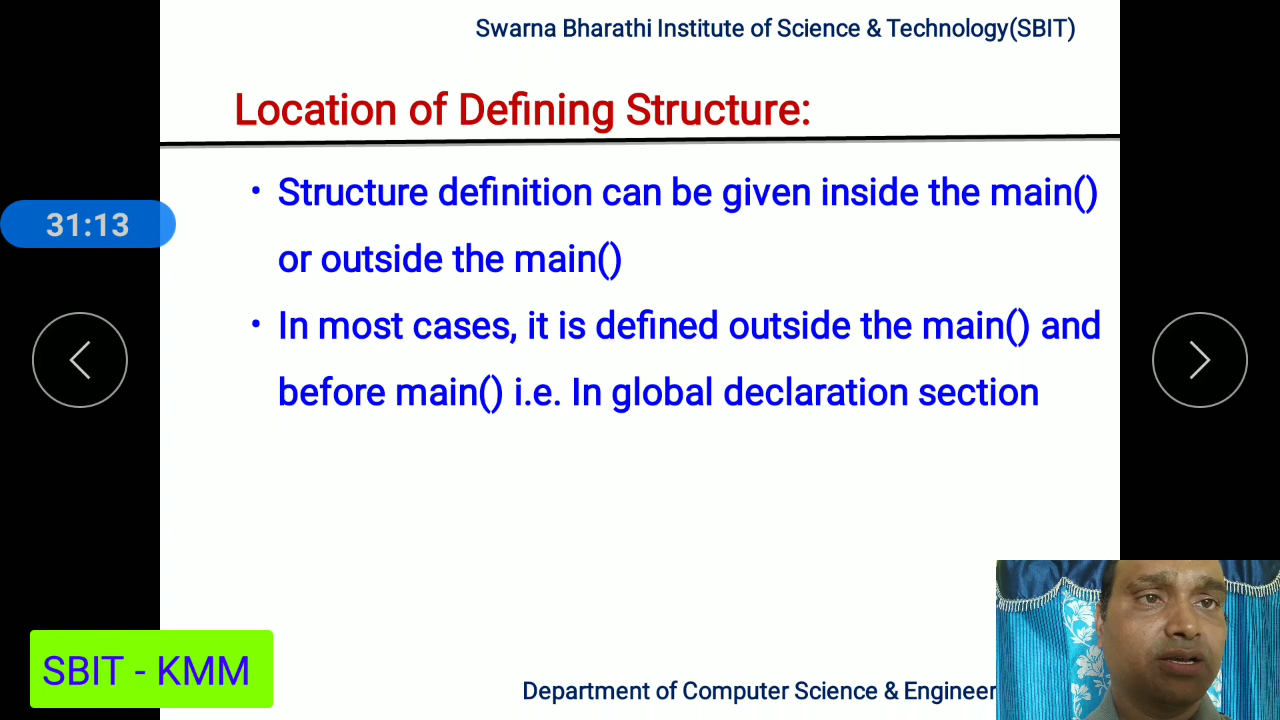 Swarna Bharathi Institute of Science & Technology(SBIT)
Location of Defining Structure:
• Structure definition can be given inside the main()
31:13
or outside the main()
• In most cases, it is defined outside the main() and
before main() i.e. In global declaration section
SBIT - KMM
Department of Computer Science & Engineer